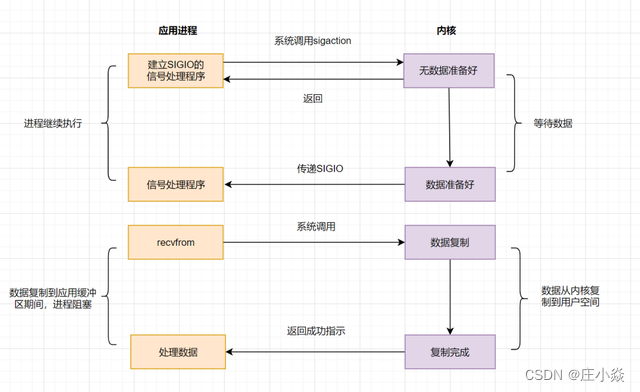 应用进程
内核
系统调用sigaction
建立SIGIO的
信号处理程序
无数据准备好
返回
进程继续执行
等待数据
传递SIGIO
信号处理程序
数据准备好
系统调用
recvfrom
数据复制
数据复制到应用缓冲
区期间，进程阻塞
数据从内核复
制到用户空间
返回成功指示
处理数据
复制完成
CSDN @庄小焱